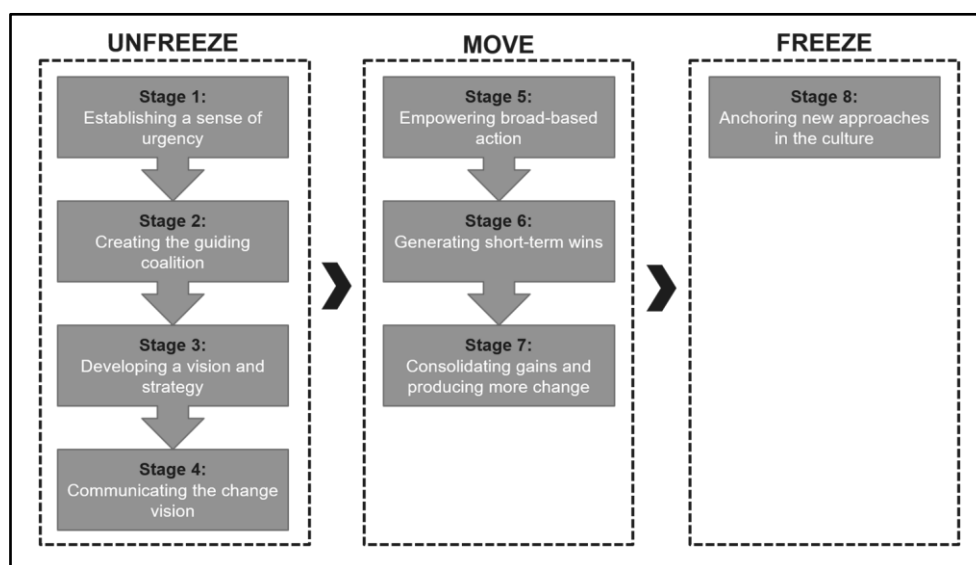 UNFREEZE
Stage 1:
Establishing a sense of
urgency
Stage 2:
Creating the guiding
coalition
Stage 3:
Developing a vision and
strategy
Stage 4:
Communicating the change
vision
MOVE
Stage 5:
Empowering broad-based
action
Stage 6:
Generating short-term wins
Stage 7:
Consolidating gains and
producing more change
FREEZE
Stage 8:
Anchoring new approaches
in the culture